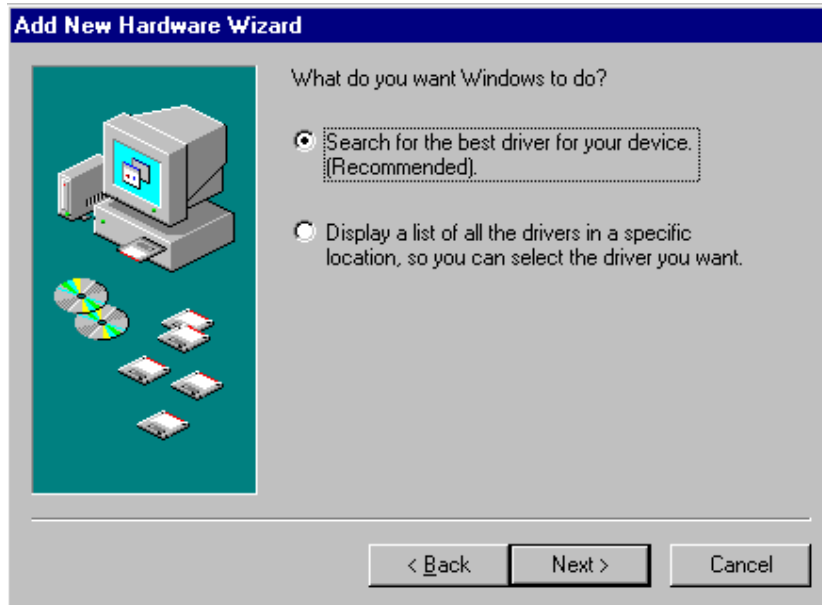 Add New Hardware Wizard
What do you want Windows to do?
Search for the best driver for your device.
(Recommended).
Display a list of all the drivers in a specific
location, so you can select the driver you want.
< Back
Next >
Cancel